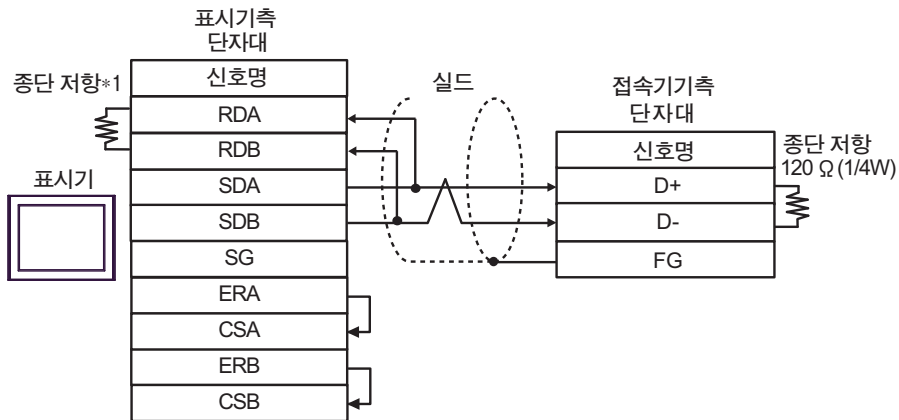 표시기측
단자대
종단 저항*1
신호명
RDA
RDB
SDA
SDB
SG
ERA
CSA
ERB
CSB
표시기
실드
접속기기측
단자대
신호명
D+
D-
FG
종단 저항
120 Ω (1/4W)